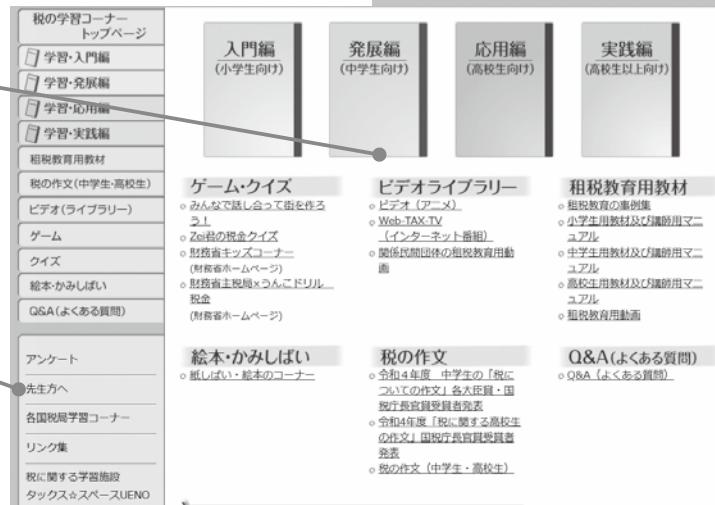 税の学習コーナー
トップページ
学習・入門編
学習・発展編
学習・応用編
学習・実践編
租税教育用教材
税の作文(中学生・高校生)
ビデオ(ライブラリー)
ゲーム
クイズ
絵本・かみしばい
Q&A(よくある質問)
アンケート
先生方へ
各国税局学習コーナー
リンク集
税に関する学習施設
タックス☆スペースUENO
入門編
(小学生向け)
発展編
(中学生向け)
応用編
(高校生向け)
実践編
(高校生以上向け)
ゲーム・クイズ
みんなで話し合って街を作ろ
う！
Zei君の税金クイズ
財務省キッズコーナー
(財務省ホームページ)
財務省主税局×うんこドリル
税金
(財務省ホームページ)
ビデオライブラリー
ビデオ（アニメ）
Web-TAX-TV
（インターネット番組）
関係民間団体の租税教育用動
画
租税教育用教材
租税教育の事例集
小学生用教材及び講師用マニ
ュアル
中学生用教材及び講師用マニ
ュアル
高校生用教材及び講師用マニ
ュアル
租税教育用動画
絵本・かみしばい
紙しばい・絵本のコーナー
税の作文
令和4年度　中学生の「税に
ついての作文」各大臣賞・国
税庁長官賞受賞者発表
令和4年度「税に関する高校生
の作文」国税庁長官賞受賞者
発表
税の作文（中学生・高校生）
Q&A(よくある質問)
Q&A（よくある質問）